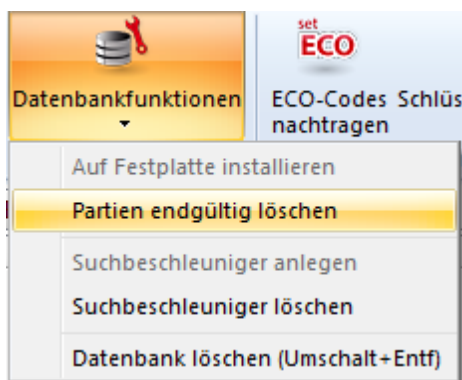 set
ECO
Datenbankfunktionen
ECO-Codes Schlüs
nachtragen
Auf Festplatte installieren
Partien endgültig löschen
Suchbeschleuniger anlegen
Suchbeschleuniger löschen
Datenbank löschen (Umschalt+Entf)